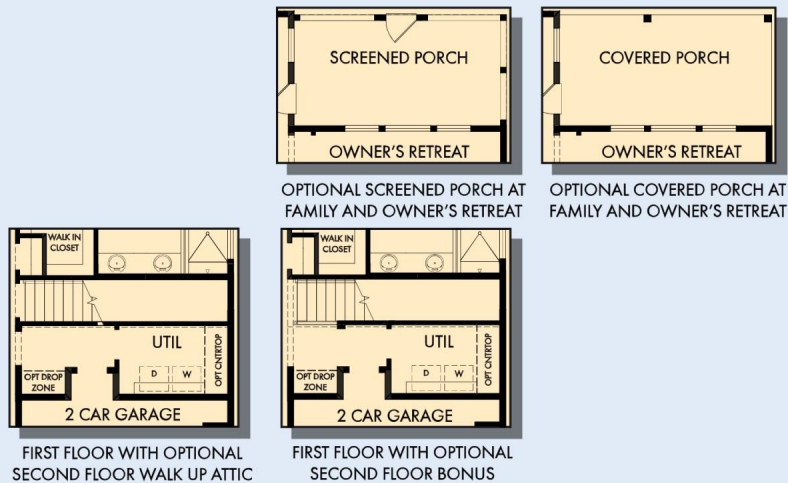 SCREENED PORCH
OWNER'S RETREAT
OPTIONAL SCREENED PORCH AT
FAMILY AND OWNER'S RETREAT
COVERED PORCH
OWNER'S RETREAT
OPTIONAL COVERED PORCH AT
FAMILY AND OWNER'S RETREAT
WALK IN
CLOSET
UTIL
OPT DROP
ZONE
D
W
OPT CNTRTOP
2 CAR GARAGE
FIRST FLOOR WITH OPTIONAL
SECOND FLOOR WALK UP ATTIC
WALK IN
CLOSET
UTIL
OPT DROP
ZONE
D
W
OPT CNTRTOP
2 CAR GARAGE
FIRST FLOOR WITH OPTIONAL
SECOND FLOOR BONUS